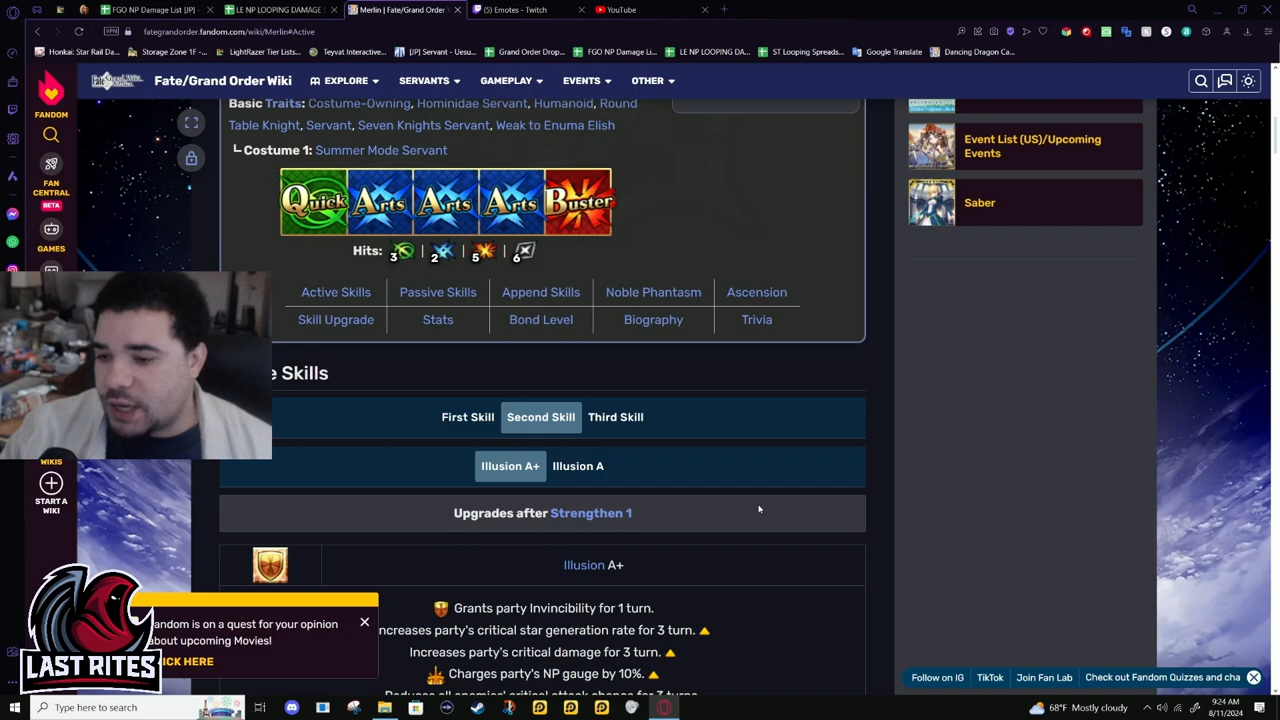 FGO NP Damage List [JP]
LE NP LOOPING DAMAGE
Merlin | Fate/Grand Order
(5) Emotes - Twitch
YouTube
VPN
fategrandorder.fandom.com/wiki/Merlin#Active
Honkai: Star Rail Da...
Storage Zone 1F -...
LightRazer Tier Lists...
Teyvat Interactive...
(JP) Servant - Uesu...
Grand Order Drop...
FGO NP Damage Li...
LE NP LOOPING DA...
ST Looping Spreads...
Google Translate
Dancing Dragon Ca...
FANDOM
Fate/Grand Order Wiki
EXPLORE
SERVANTS
GAMEPLAY
EVENTS
OTHER
FAN
CENTRAL
BETA
GAMES
WIKIS
START A
WIKI
Basic Traits: Costume-Owning, Hominidae Servant, Humanoid, Round
Table Knight, Servant, Seven Knights Servant, Weak to Enuma Elish
Costume 1: Summer Mode Servant
Quick Arts Arts Arts Buster
Hits: 3 | 2 | 5 | 6
Active Skills
Passive Skills
Append Skills
Noble Phantasm
Ascension
Skill Upgrade
Stats
Bond Level
Biography
Trivia
e Skills
First Skill
Second Skill
Third Skill
Illusion A+
Illusion A
Upgrades after Strengthen 1
Illusion A+
Grants party Invincibility for 1 turn.
ncreases party's critical star generation rate for 3 turn.
Increases party's critical damage for 3 turn.
Charges party's NP gauge by 10%.
Reduces all enemies' critical attack chance for 3 turns.
Event List (US)/Upcoming
Events
Saber
andom is on a quest for your opinion
about upcoming Movies!
ICK HERE
LAST RITES
Follow on IG
TikTok
Join Fan Lab
Check out Fandom Quizzes and cha
Type here to search
68°F Mostly cloudy
9:24 AM
8/11/2024